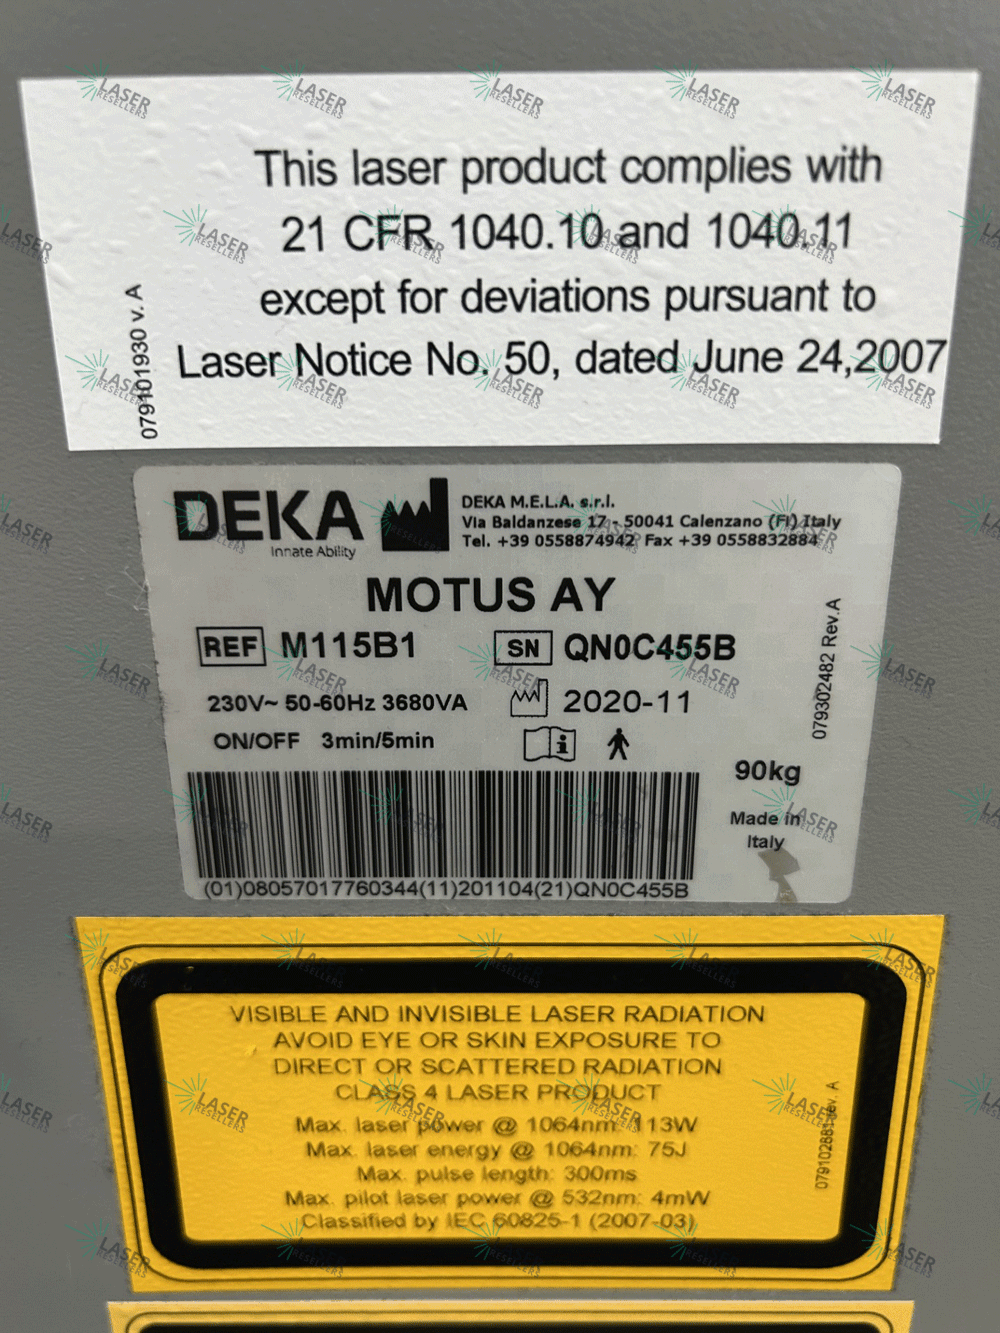 This laser product complies with
21 CFR 1040.10 and 1040.11
except for deviations pursuant to
Laser Notice No. 50, dated June 24,2007
079101930 v. A
DEKA
Innate Ability
DEKA M.E.L.A. s.r.l.
Via Baldanzese 17 - 50041 Calenzano (FI) Italy
Tel. +39 0558874942 Fax +39 0558832884
MOTUS AY
REF M115B1 SN QN0C455B
230V~ 50-60Hz 3680VA 2020-11
ON/OFF 3min/5min
079302482 Rev.A
90kg
Made in
Italy
(01)08057017760344(11)201104(21)QN0C455B
VISIBLE AND INVISIBLE LASER RADIATION
AVOID EYE OR SKIN EXPOSURE TO
DIRECT OR SCATTERED RADIATION
CLASS 4 LASER PRODUCT
Max. laser power @ 1064nm: 113W
Max. laser energy @ 1064nm: 75J
Max. pulse length: 300ms
Max. pilot laser power @ 532nm: 4mW
Classified by IEC 60825-1 (2007-03)
079102881 Rev. A
LASER
RESELLERS